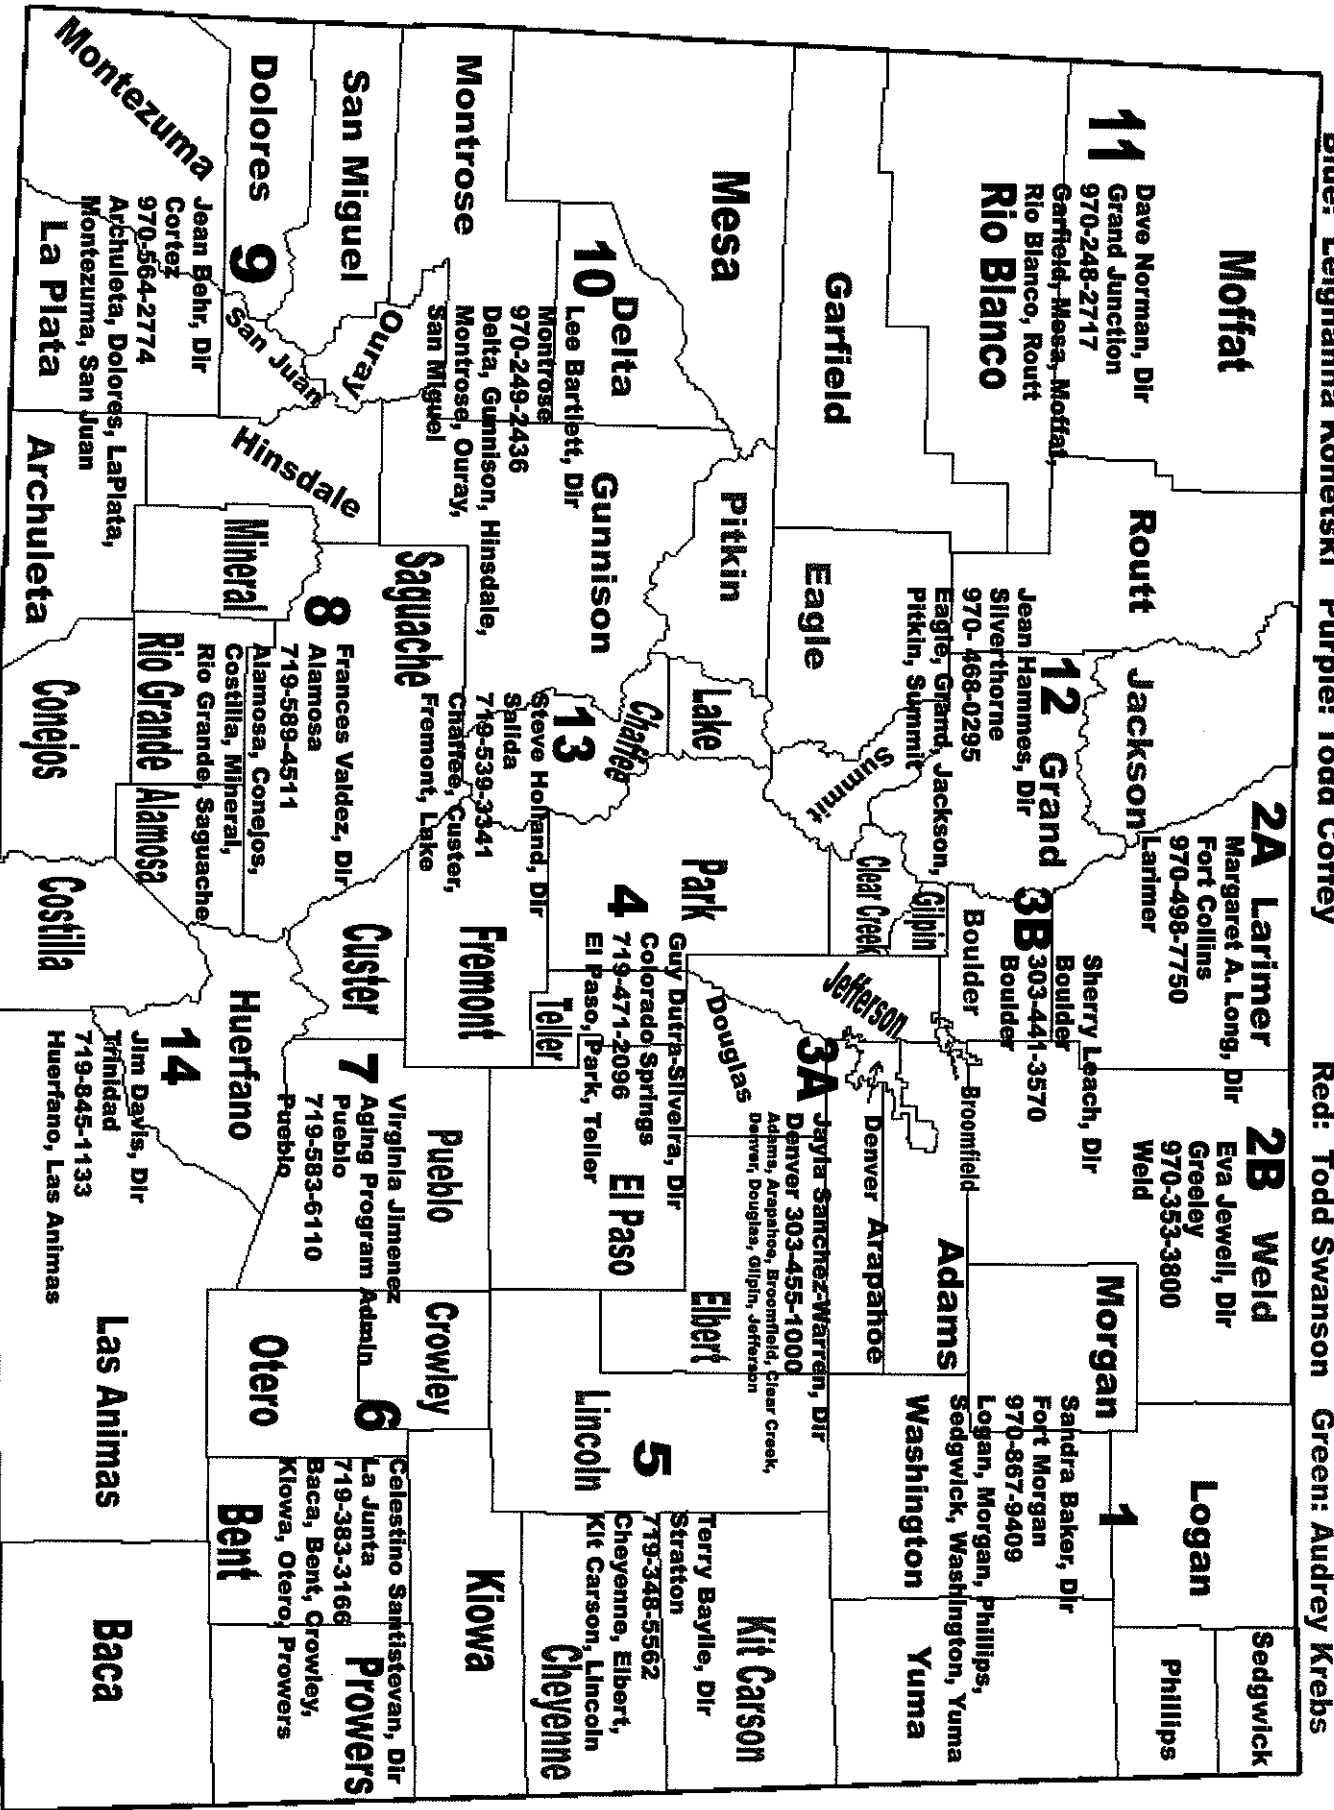 Blue: Leighanna Konetski Purple: Todd Coffey Red: Todd Swanson Green: Audrey Krebs
Moffat
11
Dave Norman, Dir
Grand Junction
970-248-2717
Garfield, Mesa, Moffat,
Rio Blanco, Routt
Rio Blanco
Routt
Jackson
12 Grand
Jean Hammes, Dir
Silverthorne
970- 468-0295
Eagle, Grand, Jackson,
Pitkin, Summit
2A Larimer
Margaret A. Long, Dir
Fort Collins
970-498-7750
Larimer
2B Weld
Eva Jewell, Dir
Greeley
970-353-3800
Weld
3B
Sherry Leach, Dir
Boulder
303-441-3570
Boulder
Boulder
Logan
Sedgwick
Phillips
Morgan
1
Sandra Baker, Dir
Fort Morgan
970-867-9409
Logan, Morgan, Phillips,
Sedgwick, Washington, Yuma
Washington
Yuma
Garfield
Eagle
Summit
Gilpin
Clear Creek
Jefferson
Broomfield
Adams
Denver
Arapahoe
3A
Jayla Sanchez-Warren, Dir
Denver 303-455-1000
Adams, Arapahoe, Broomfield, Clear Creek,
Denver, Douglas, Gilpin, Jefferson
Douglas
Elbert
Mesa
Pitkin
Lake
Park
4
Guy Dutra-Silveira, Dir
Colorado Springs
719-471-2096
El Paso, Park, Teller
El Paso
Teller
5
Lincoln
Terry Baylie, Dir
Stratton
719-348-5562
Cheyenne, Elbert,
Kit Carson, Lincoln
Kit Carson
Cheyenne
Delta
10
Lee Bartlett, Dir
Montrose
970-249-2436
Delta, Gunnison, Hinsdale,
Montrose, Ouray,
San Miguel
Gunnison
Chaffee
13
Steve Holland, Dir
Salida
719-539-3341
Chaffee, Custer,
Fremont, Lake
Fremont
Montrose
Ouray
San Miguel
Saguache
Custer
Pueblo
7
Virginia Jimenez
Aging Program Admin
Pueblo
719-583-6110
Pueblo
Crowley
Kiowa
Dolores
9
San Juan
Hinsdale
Mineral
8
Frances Valdez, Dir
Alamosa
719-589-4511
Alamosa, Conejos,
Costilla, Mineral,
Rio Grande, Saguache
Rio Grande
Alamosa
Huerfano
Otero
6
Celestino Santistevan, Dir
La Junta
719-383-3166
Baca, Bent, Crowley,
Kiowa, Otero, Prowers
Bent
Prowers
Montezuma
Jean Behr, Dir
Cortez
970-564-2774
Archuleta, Dolores, LaPlata,
Montezuma, San Juan
La Plata
Archuleta
Conejos
Costilla
14
Jim Davis, Dir
Trinidad
719-845-1133
Huerfano, Las Animas
Las Animas
Baca